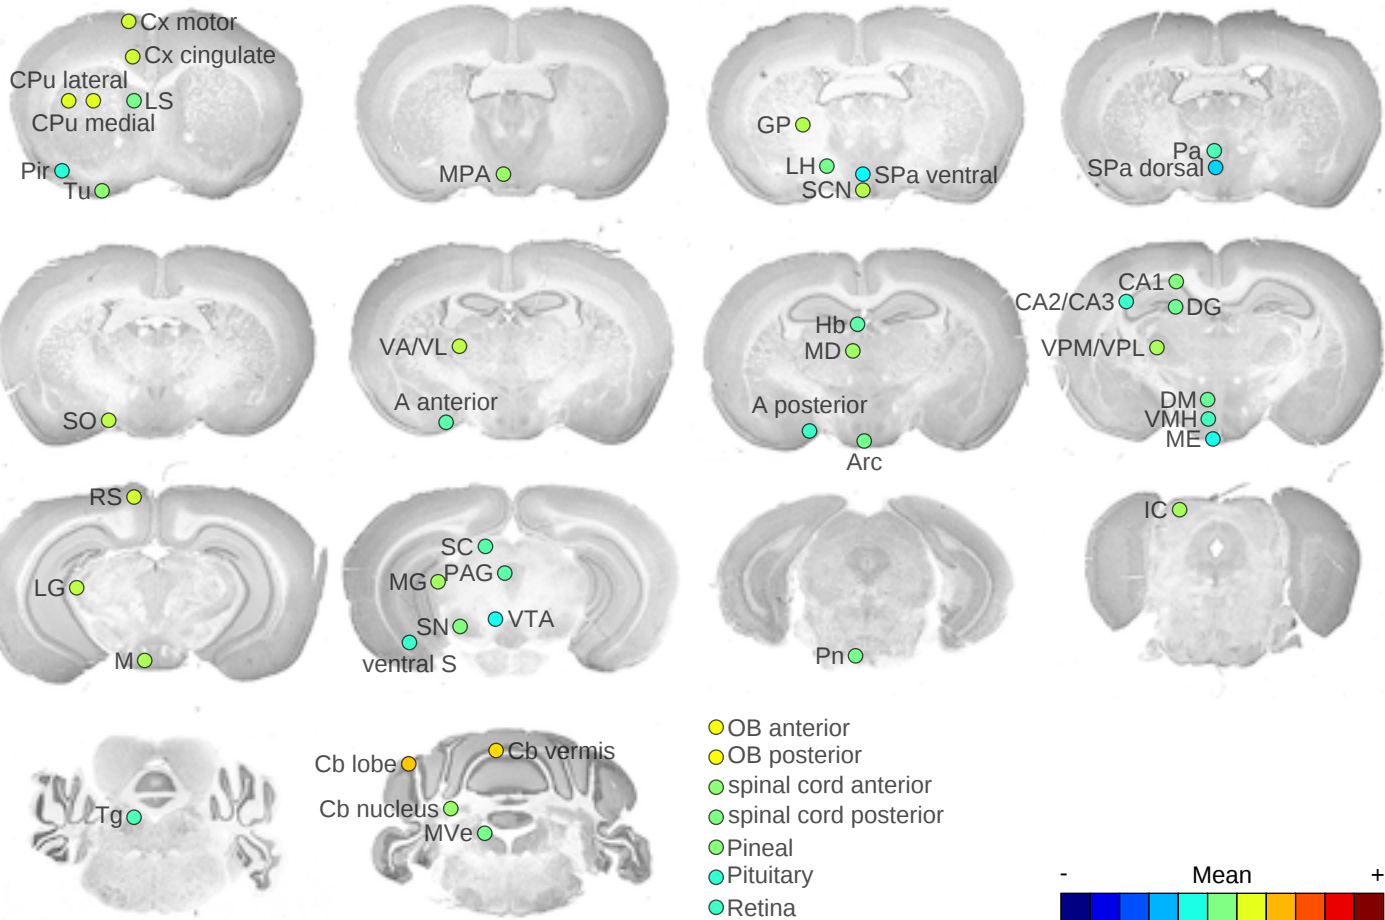 Cx motor
Cx cingulate
CPu lateral
LS
CPu medial
Pir
Tu
MPA
GP
LH
SPa ventral
SCN
Pa
SPa dorsal
SO
VA/VL
A anterior
Hb
MD
A posterior
Arc
CA1
CA2/CA3
DG
VPM/VPL
DM
VMH
ME
RS
LG
M
SC
PAG
MG
VTA
SN
ventral S
Pn
IC
Tg
Cb vermis
Cb lobe
Cb nucleus
MVe
OB anterior
OB posterior
spinal cord anterior
spinal cord posterior
Pineal
Pituitary
Retina
- Mean +